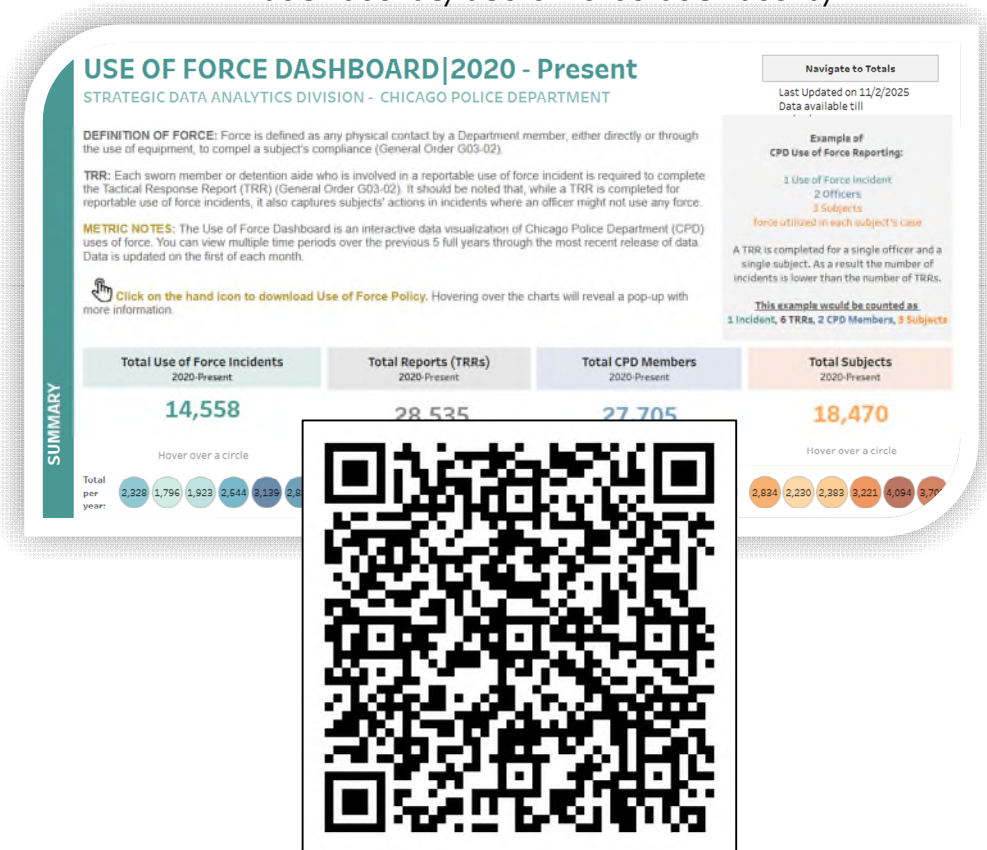 USE OF FORCE DASHBOARD|2020 - Present
STRATEGIC DATA ANALYTICS DIVISION - CHICAGO POLICE DEPARTMENT
Navigate to Totals
Last Updated on 11/2/2025
Data available till
DEFINITION OF FORCE: Force is defined as any physical contact by a Department member, either directly or through
the use of equipment, to compel a subject's compliance (General Order G03-02).
TRR: Each sworn member or detention aide who is involved in a reportable use of force incident is required to complete
the Tactical Response Report (TRR) (General Order G03-02). It should be noted that, while a TRR is completed for
reportable use of force incidents, it also captures subjects' actions in incidents where an officer might not use any force.
METRIC NOTES: The Use of Force Dashboard is an interactive data visualization of Chicago Police Department (CPD)
uses of force. You can view multiple time periods over the previous 5 full years through the most recent release of data.
Data is updated on the first of each month.
Click on the hand icon to download Use of Force Policy. Hovering over the charts will reveal a pop-up with
more information.
Example of
CPD Use of Force Reporting:
1 Use of Force Incident
2 Officers
3 Subjects
force utilized in each subject's case
A TRR is completed for a single officer and a
single subject. As a result the number of
incidents is lower than the number of TRRs.
This example would be counted as
1 Incident, 6 TRRs, 2 CPD Members, 3 Subjects
SUMMARY
Total Use of Force Incidents
2020-Present
14,558
Hover over a circle
Total Reports (TRRs)
2020-Present
28,535
Total CPD Members
2020-Present
27,705
Total Subjects
2020-Present
18,470
Hover over a circle
Total
per
year:
2,328 1,796 1,923 2,544 3,139
2,834 2,230 2,383 3,221 4,094